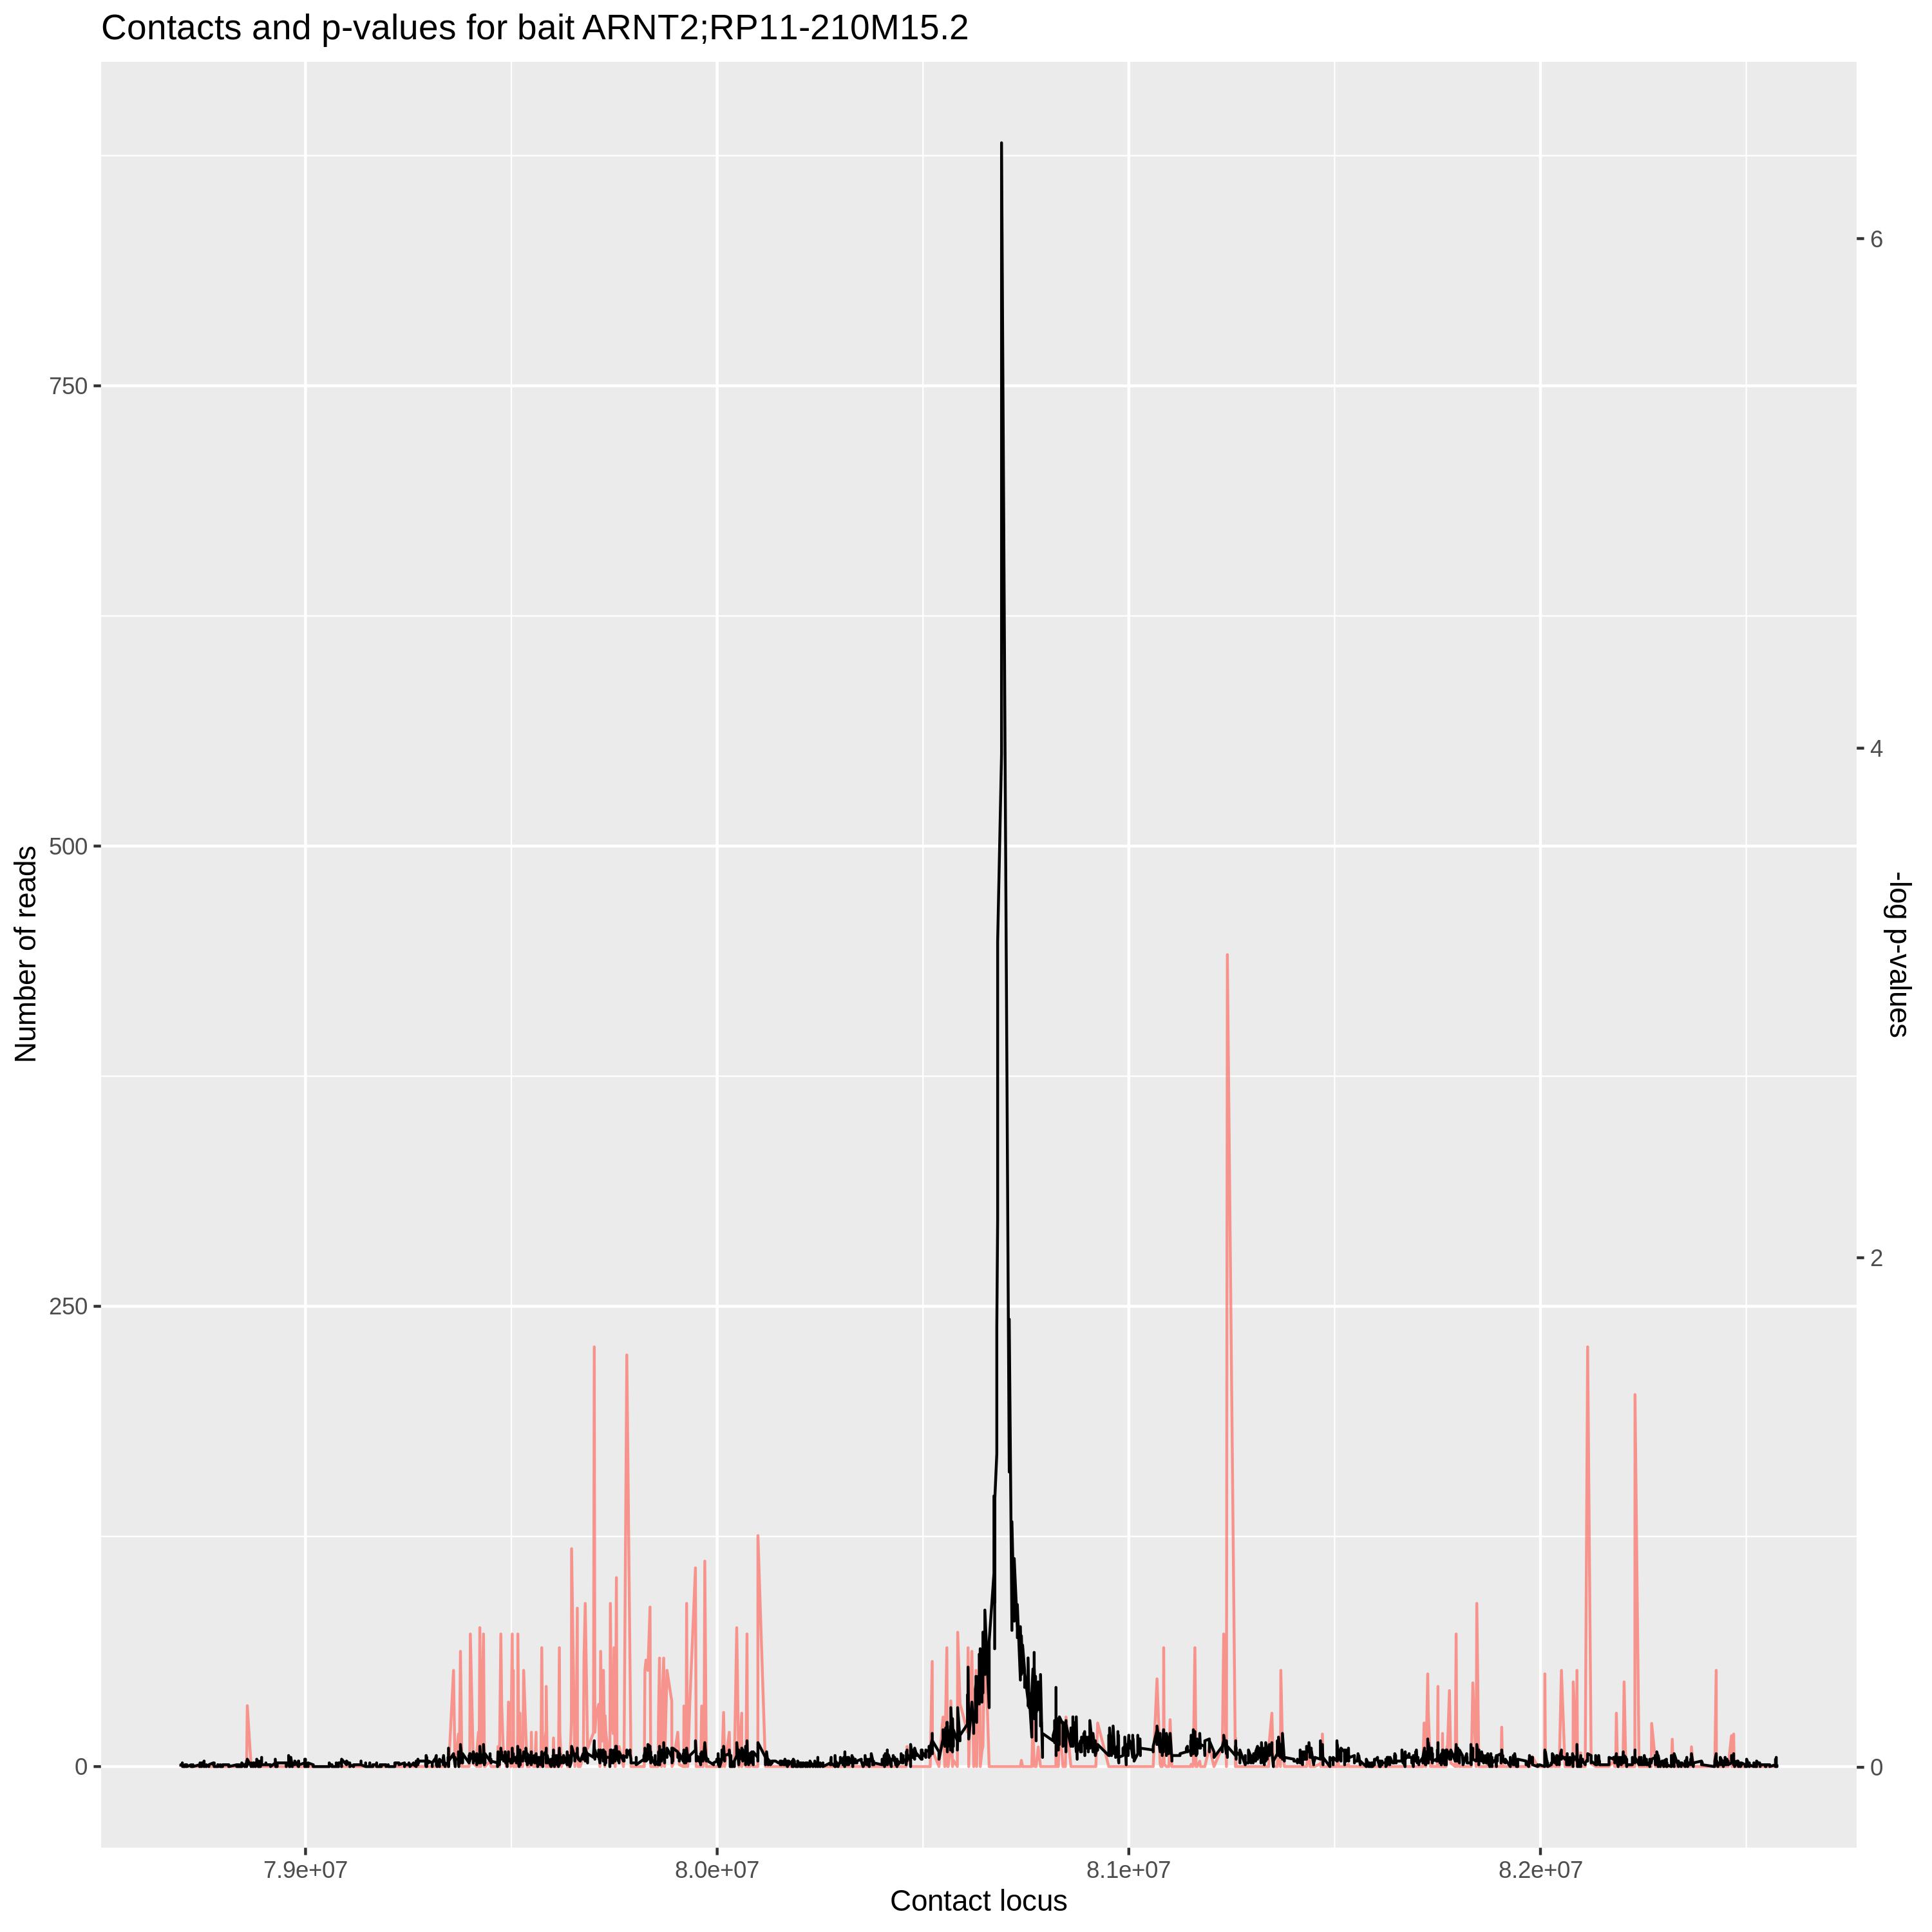 Contacts and p-values for bait ARNT2;RP11-210M15.2
Number of reads
750
500
250
0
6
4
2
0
-log p-values
7.9e+07 8.0e+07 8.1e+07 8.2e+07
Contact locus